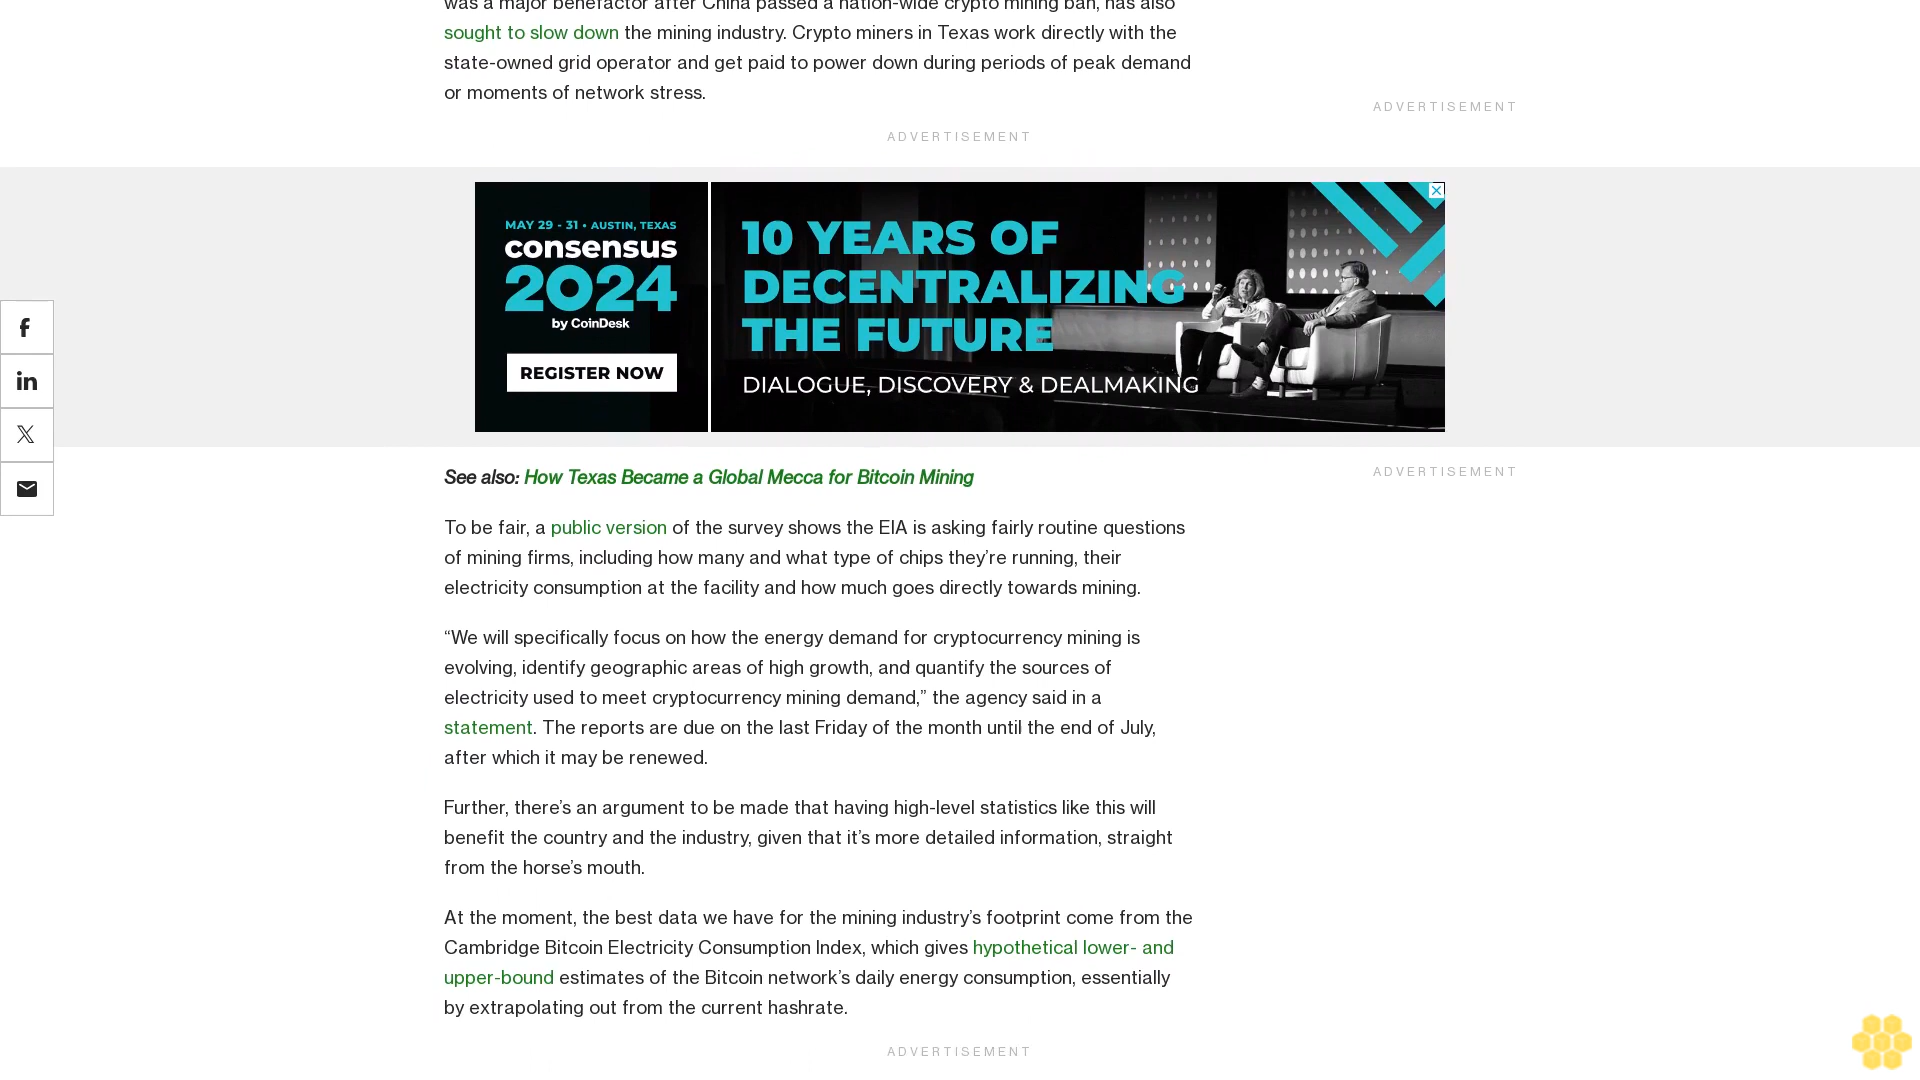 was a major benefactor after China passed a nation-wide crypto mining ban, has also
sought to slow down the mining industry. Crypto miners in Texas work directly with the
state-owned grid operator and get paid to power down during periods of peak demand
or moments of network stress.
ADVERTISEMENT
ADVERTISEMENT
MAY 29 - 31 • AUSTIN, TEXAS
consensus
2024
by CoinDesk
REGISTER NOW
10 YEARS OF
DECENTRALIZING
THE FUTURE
DIALOGUE, DISCOVERY & DEALMAKING
See also: How Texas Became a Global Mecca for Bitcoin Mining
ADVERTISEMENT
To be fair, a public version of the survey shows the EIA is asking fairly routine questions
of mining firms, including how many and what type of chips they’re running, their
electricity consumption at the facility and how much goes directly towards mining.
“We will specifically focus on how the energy demand for cryptocurrency mining is
evolving, identify geographic areas of high growth, and quantify the sources of
electricity used to meet cryptocurrency mining demand,” the agency said in a
statement. The reports are due on the last Friday of the month until the end of July,
after which it may be renewed.
Further, there’s an argument to be made that having high-level statistics like this will
benefit the country and the industry, given that it’s more detailed information, straight
from the horse’s mouth.
At the moment, the best data we have for the mining industry’s footprint come from the
Cambridge Bitcoin Electricity Consumption Index, which gives hypothetical lower- and
upper-bound estimates of the Bitcoin network’s daily energy consumption, essentially
by extrapolating out from the current hashrate.
ADVERTISEMENT